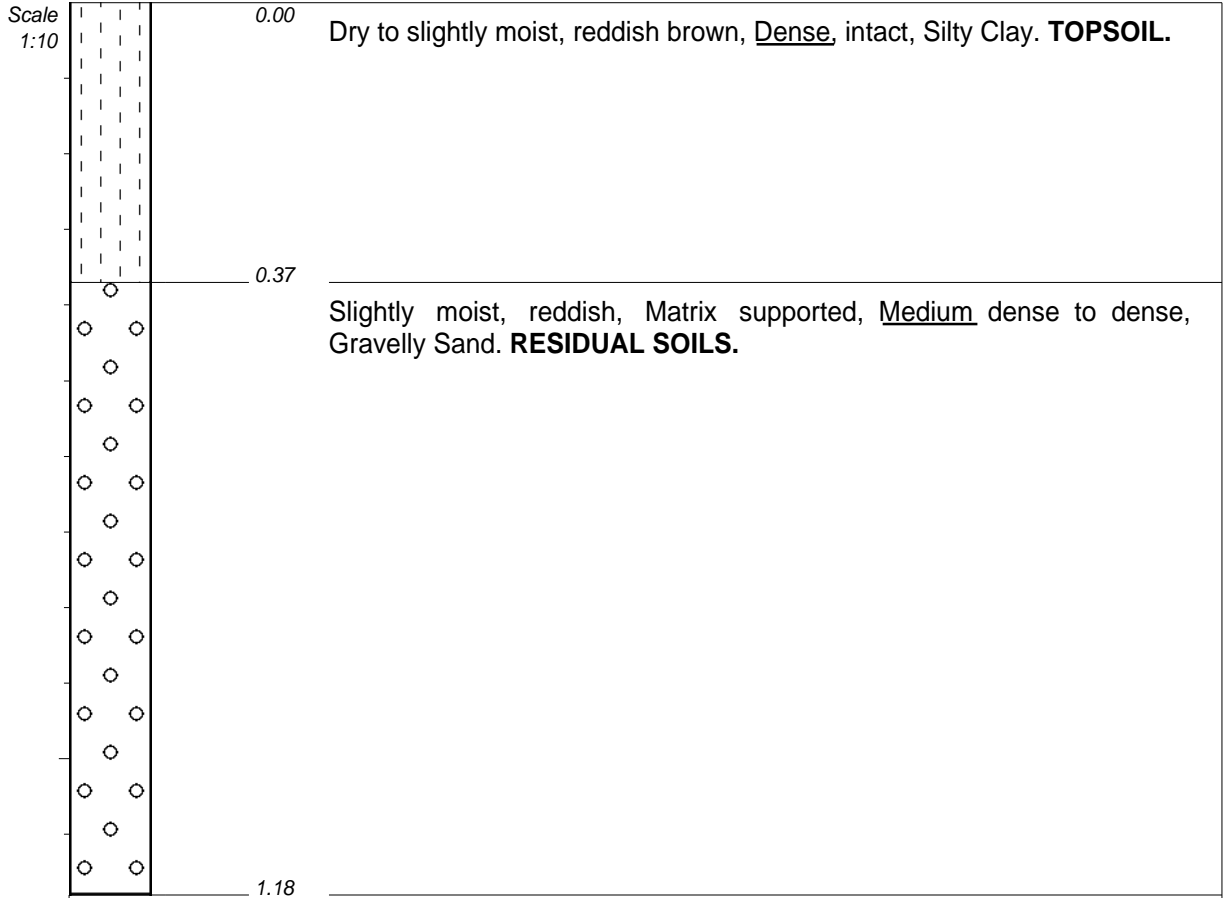 Scale
1:10
0.00
Dry to slightly moist, reddish brown, Dense, intact, Silty Clay. TOPSOIL.
0.37
Slightly moist, reddish, Matrix supported, Medium dense to dense,
Gravelly Sand. RESIDUAL SOILS.
1.18